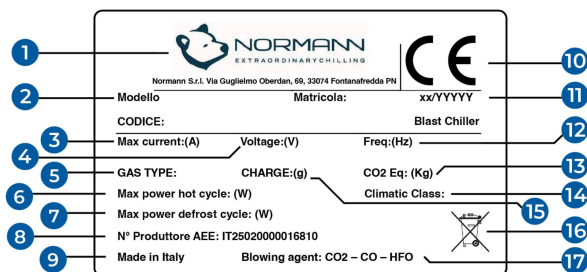 1
NORMANN
EXTRAORDINARYCHILLING
CE
10
Normann S.r.l. Via Guglielmo Oberdan, 69, 33074 Fontanafredda PN
2 Modello Matricola: xx/YYYYY 11
CODICE: Blast Chiller
3 Max current:(A) Voltage:(V) Freq:(Hz) 12
4
5 GAS TYPE: CHARGE:(g) CO2 Eq: (Kg) 13
6 Max power hot cycle: (W) Climatic Class: 14
7 Max power defrost cycle: (W) 15
8 N° Produttore AEE: IT25020000016810 16
9 Made in Italy Blowing agent: CO2 – CO – HFO 17